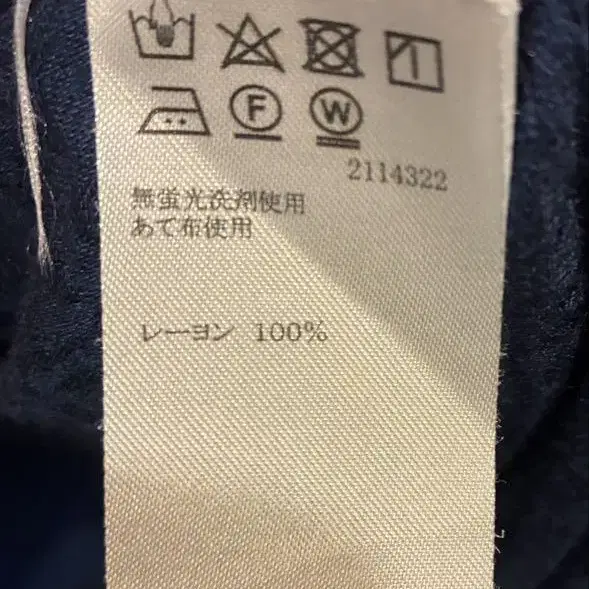 F W
2114322
無蛍光洗剤使用
あて布使用
レーヨン 100%